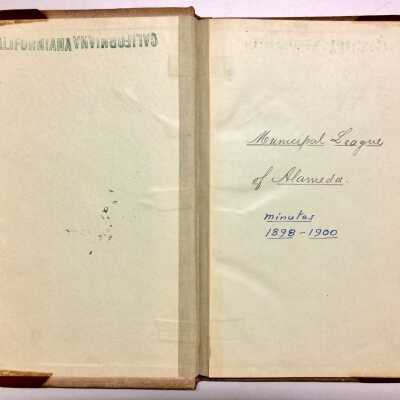 CALIFORNIANA
Municipal League
of Alameda.
minutes
1898-1900